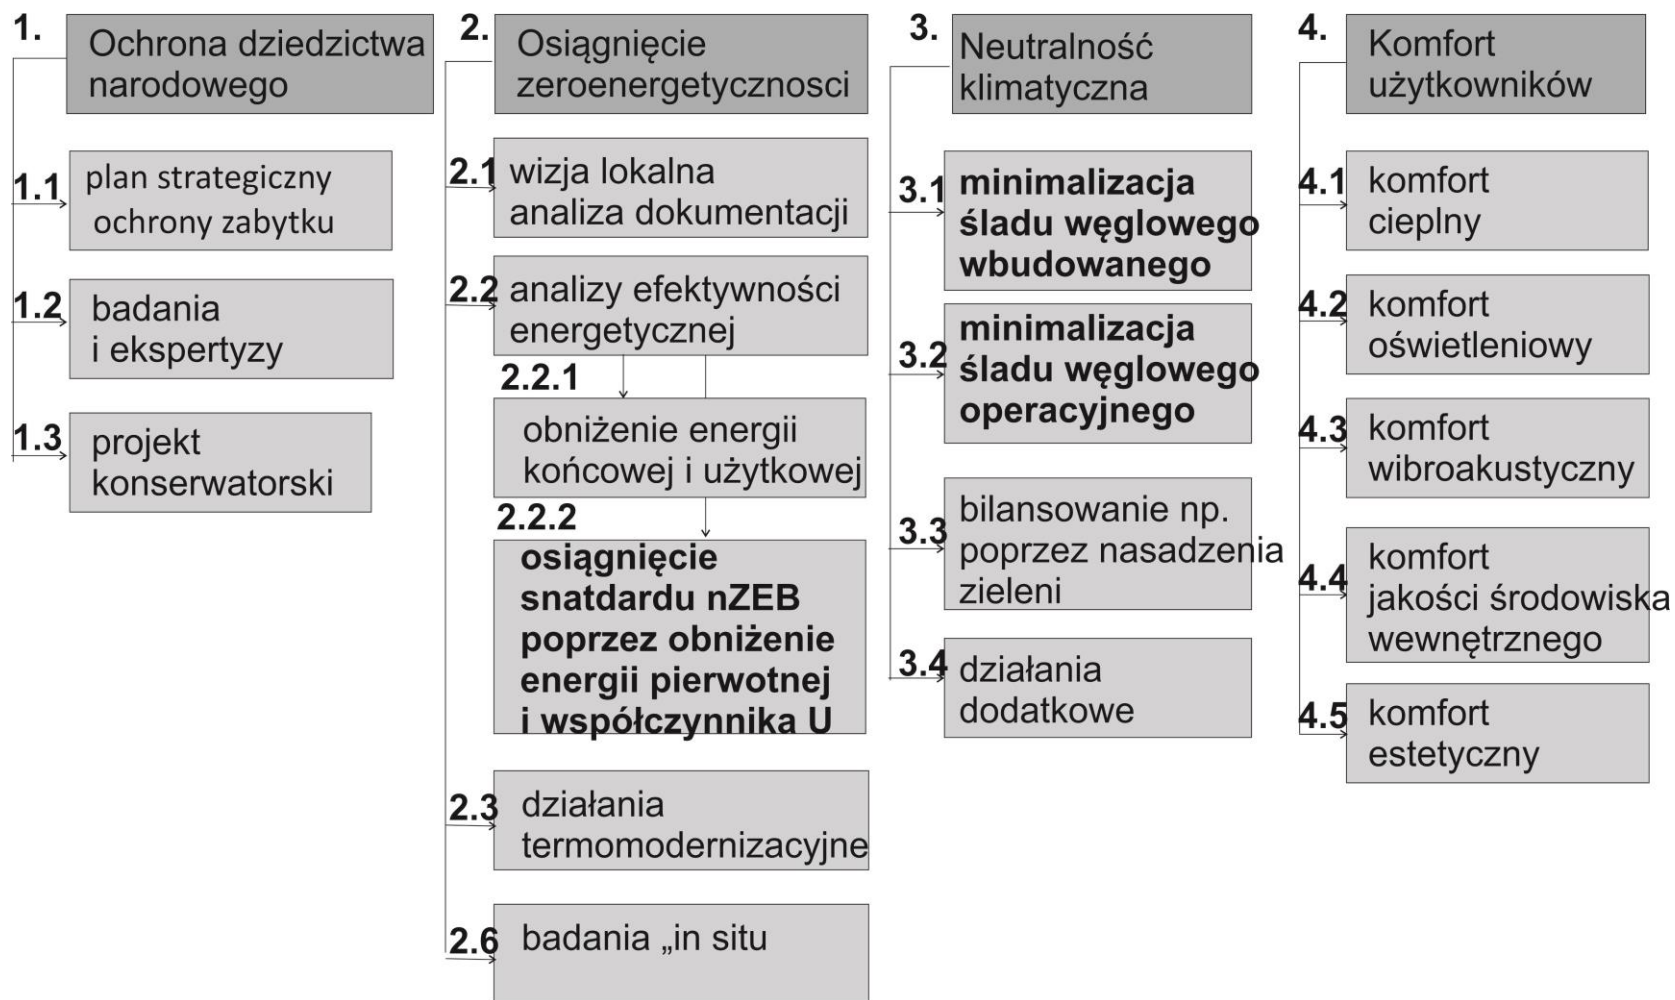 1.
Ochrona dziedzictwa
narodowego
1.1
plan strategiczny
ochrony zabytku
1.2
badania
i ekspertyzy
1.3
projekt
konserwatorski
2.
Osiągnięcie
zeroenergetycznosci
2.1
wizja lokalna
analiza dokumentacji
2.2
analizy efektywności
energetycznej
2.2.1
obniżenie energii
końcowej i użytkowej
2.2.2
osiągnięcie
snatdardu nZEB
poprzez obniżenie
energii pierwotnej
i współczynnika U
2.3
działania
termomodernizacyjne
2.6
badania „in situ
3.
Neutralność
klimatyczna
3.1
minimalizacja
śladu węglowego
wbudowanego
3.2
minimalizacja
śladu węglowego
operacyjnego
3.3
bilansowanie np.
poprzez nasadzenia
zieleni
3.4
działania
dodatkowe
4.
Komfort
użytkowników
4.1
komfort
cieplny
4.2
komfort
oświetleniowy
4.3
komfort
wibroakustyczny
4.4
komfort
jakości środowiska
wewnętrznego
4.5
komfort
estetyczny